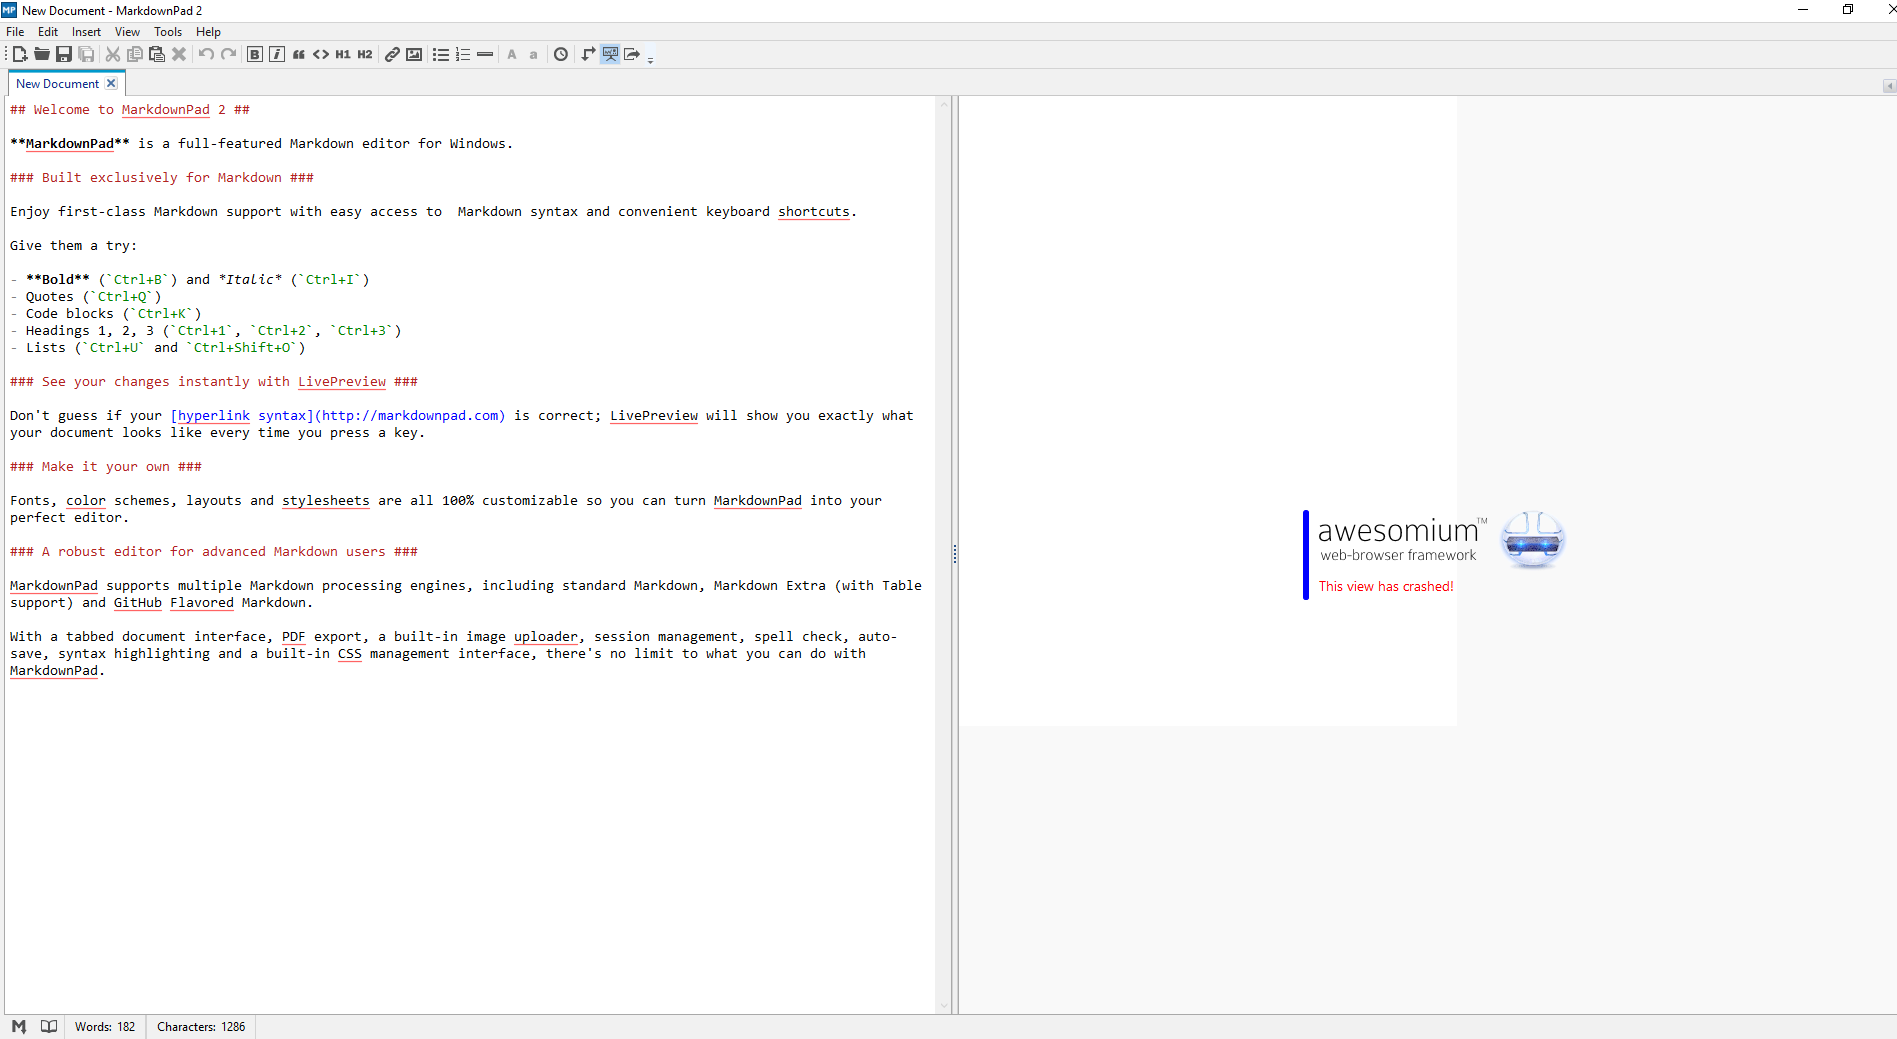 New Document - MarkdownPad 2
File Edit Insert View Tools Help
B i “ <> H1 H2 A a
New Document
## Welcome to MarkdownPad 2 ##
**MarkdownPad** is a full-featured Markdown editor for Windows.
### Built exclusively for Markdown ###
Enjoy first-class Markdown support with easy access to  Markdown syntax and convenient keyboard shortcuts.
Give them a try:
- **Bold** (`Ctrl+B`) and *Italic* (`Ctrl+I`)
- Quotes (`Ctrl+Q`)
- Code blocks (`Ctrl+K`)
- Headings 1, 2, 3 (`Ctrl+1`, `Ctrl+2`, `Ctrl+3`)
- Lists (`Ctrl+U` and `Ctrl+Shift+O`)
### See your changes instantly with LivePreview ###
Don't guess if your [hyperlink syntax](http://markdownpad.com) is correct; LivePreview will show you exactly what
your document looks like every time you press a key.
### Make it your own ###
Fonts, color schemes, layouts and stylesheets are all 100% customizable so you can turn MarkdownPad into your
perfect editor.
### A robust editor for advanced Markdown users ###
MarkdownPad supports multiple Markdown processing engines, including standard Markdown, Markdown Extra (with Table
support) and GitHub Flavored Markdown.
With a tabbed document interface, PDF export, a built-in image uploader, session management, spell check, auto-
save, syntax highlighting and a built-in CSS management interface, there's no limit to what you can do with
MarkdownPad.
awesomium™
web-browser framework
This view has crashed!
Words: 182 Characters: 1286